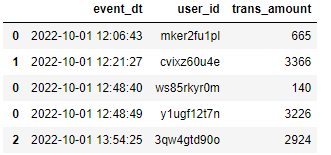 event_dt user_id trans_amount
0 2022-10-01 12:06:43 mker2fu1pl 665
1 2022-10-01 12:21:27 cvixz60u4e 3366
0 2022-10-01 12:48:40 ws85rkyr0m 140
0 2022-10-01 12:48:49 y1ugf12t7n 3226
2 2022-10-01 13:54:25 3qw4gtd90o 2924